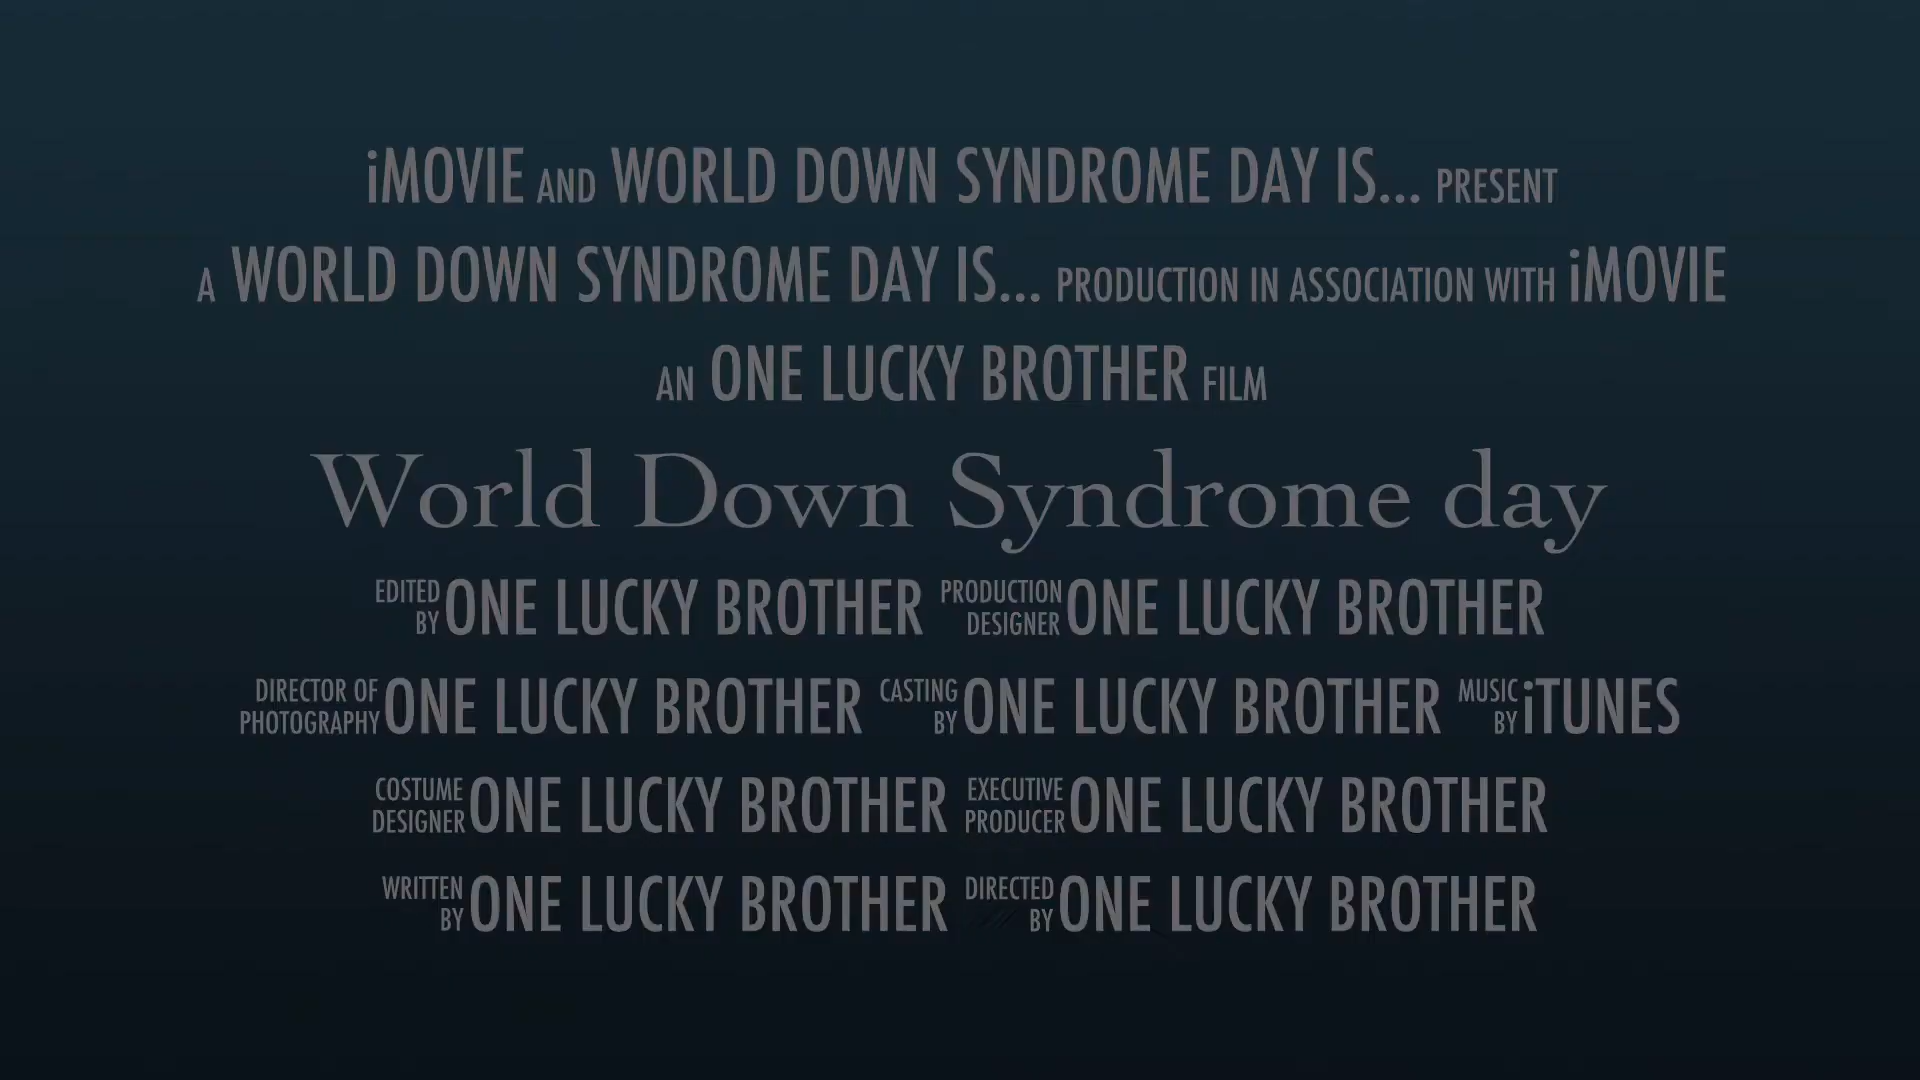 iMOVIE AND WORLD DOWN SYNDROME DAY IS... PRESENT
A WORLD DOWN SYNDROME DAY IS... PRODUCTION IN ASSOCIATION WITH iMOVIE
AN ONE LUCKY BROTHER FILM
World Down Syndrome day
EDITED BY ONE LUCKY BROTHER PRODUCTION DESIGNER ONE LUCKY BROTHER
DIRECTOR OF PHOTOGRAPHY ONE LUCKY BROTHER CASTING BY ONE LUCKY BROTHER MUSIC BY iTUNES
COSTUME DESIGNER ONE LUCKY BROTHER EXECUTIVE PRODUCER ONE LUCKY BROTHER
WRITTEN BY ONE LUCKY BROTHER DIRECTED BY ONE LUCKY BROTHER